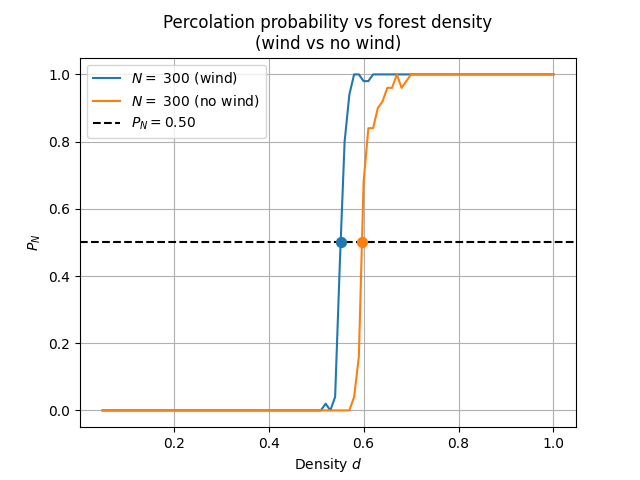 Percolation probability vs forest density
(wind vs no wind)
N = 300 (wind)
N = 300 (no wind)
P_N = 0.50
P_N
1.0
0.8
0.6
0.4
0.2
0.0
0.2 0.4 0.6 0.8 1.0
Density d